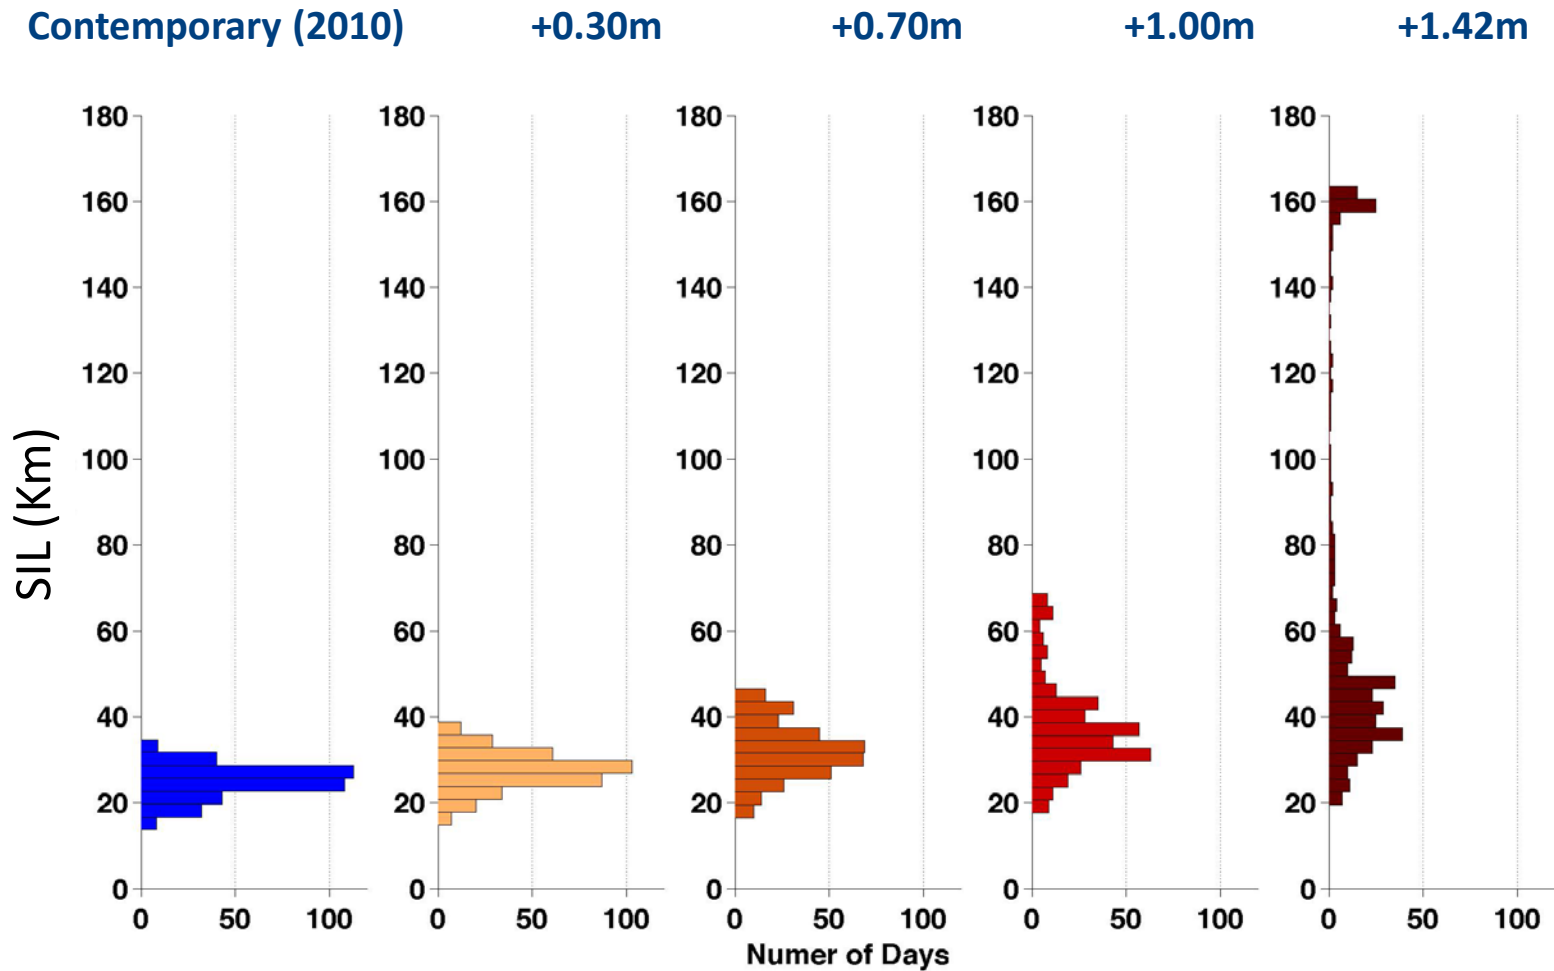 Contemporary (2010) +0.30m +0.70m +1.00m +1.42m
180 180 180 180 180
160 160 160 160 160
140 140 140 140 140
120 120 120 120 120
100 100 100 100 100
80 80 80 80 80
60 60 60 60 60
40 40 40 40 40
20 20 20 20 20
0 0 0 0 0
0 50 100 0 50 100 0 50 100 0 50 100 0 50 100
SIL (Km)
Numer of Days